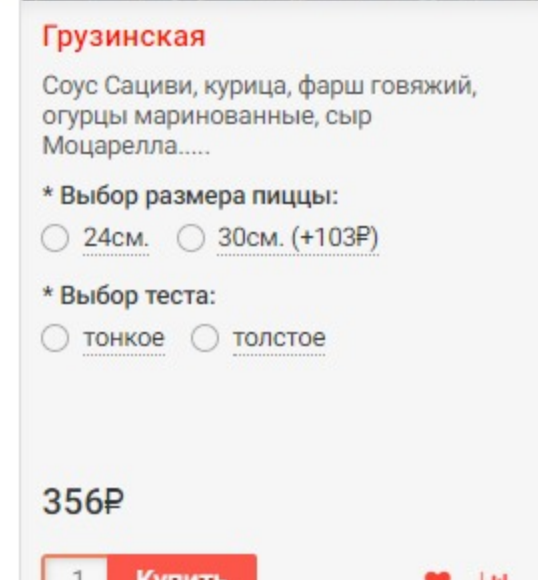 Грузинская
Соус Сациви, курица, фарш говяжий,
огурцы маринованные, сыр
Моцарелла.....
* Выбор размера пиццы:
24см. 30см. (+103₽)
* Выбор теста:
тонкое толстое
356₽
1 Купить